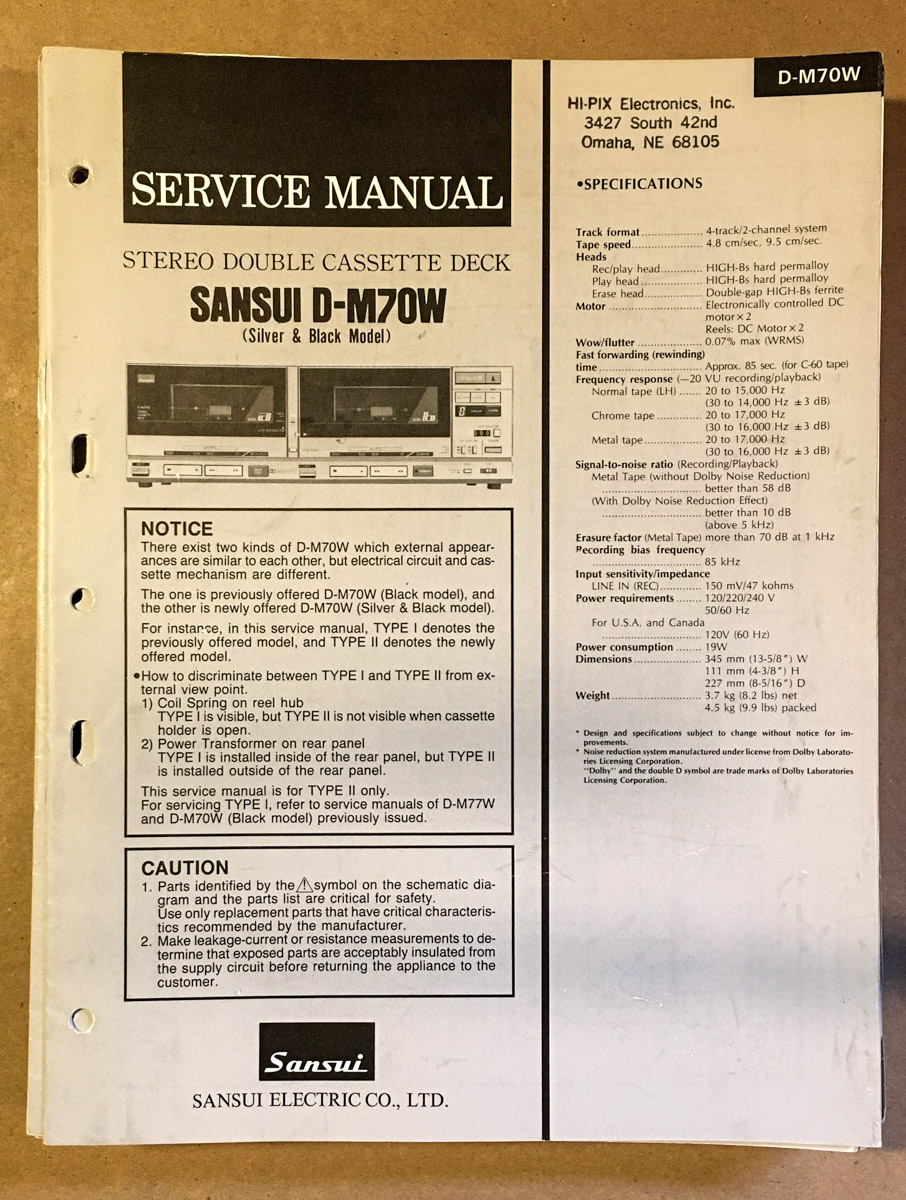 SERVICE MANUAL
STEREO DOUBLE CASSETTE DECK
SANSUI D-M70W
(Silver & Black Model)
NOTICE
There exist two kinds of D-M70W which external appear-
ances are similar to each other, but electrical circuit and cas-
sette mechanism are different.
The one is previously offered D-M70W (Black model), and
the other is newly offered D-M70W (Silver & Black model).
For instance, in this service manual, TYPE I denotes the
previously offered model, and TYPE II denotes the newly
offered model.
•How to discriminate between TYPE I and TYPE II from ex-
ternal view point.
1) Coil Spring on reel hub
TYPE I is visible, but TYPE II is not visible when cassette
holder is open.
2) Power Transformer on rear panel
TYPE I is installed inside of the rear panel, but TYPE II
is installed outside of the rear panel.
This service manual is for TYPE II only.
For servicing TYPE I, refer to service manuals of D-M77W
and D-M70W (Black model) previously issued.
CAUTION
1. Parts identified by the ⚠ symbol on the schematic dia-
gram and the parts list are critical for safety.
Use only replacement parts that have critical characteris-
tics recommended by the manufacturer.
2. Make leakage-current or resistance measurements to de-
termine that exposed parts are acceptably insulated from
the supply circuit before returning the appliance to the
customer.
Sansui
SANSUI ELECTRIC CO., LTD.
D-M70W
HI-PIX Electronics, Inc.
3427 South 42nd
Omaha, NE 68105
•SPECIFICATIONS
Track format .................... 4-track/2-channel system
Tape speed ....................... 4.8 cm/sec, 9.5 cm/sec.
Heads
Rec/play head ............. HIGH-Bs hard permalloy
Play head ..................... HIGH-Bs hard permalloy
Erase head ................... Double-gap HIGH-Bs ferrite
Motor .............................. Electronically controlled DC
motor × 2
Reels: DC Motor × 2
Wow/flutter ..................... 0.07% max (WRMS)
Fast forwarding (rewinding)
time ................................. Approx. 85 sec. (for C-60 tape)
Frequency response (−20 VU recording/playback)
Normal tape (LH) ....... 20 to 15,000 Hz
(30 to 14,000 Hz ±3 dB)
Chrome tape ............... 20 to 17,000 Hz
(30 to 16,000 Hz ±3 dB)
Metal tape ................... 20 to 17,000 Hz
(30 to 16,000 Hz ±3 dB)
Signal-to-noise ratio (Recording/Playback)
Metal Tape (without Dolby Noise Reduction)
................................ better than 58 dB
(With Dolby Noise Reduction Effect)
................................ better than 10 dB
(above 5 kHz)
Erasure factor (Metal Tape) more than 70 dB at 1 kHz
Recording bias frequency
................................ 85 kHz
Input sensitivity/impedance
LINE IN (REC) ............. 150 mV/47 kohms
Power requirements ........ 120/220/240 V
50/60 Hz
For U.S.A. and Canada
................................ 120V (60 Hz)
Power consumption ........ 19W
Dimensions ...................... 345 mm (13-5/8″) W
111 mm (4-3/8″) H
227 mm (8-5/16″) D
Weight ............................. 3.7 kg (8.2 lbs) net
4.5 kg (9.9 lbs) packed
* Design and specifications subject to change without notice for im-
provements.
* Noise reduction system manufactured under license from Dolby Laborato-
ries Licensing Corporation.
"Dolby" and the double D symbol are trade marks of Dolby Laboratories
Licensing Corporation.